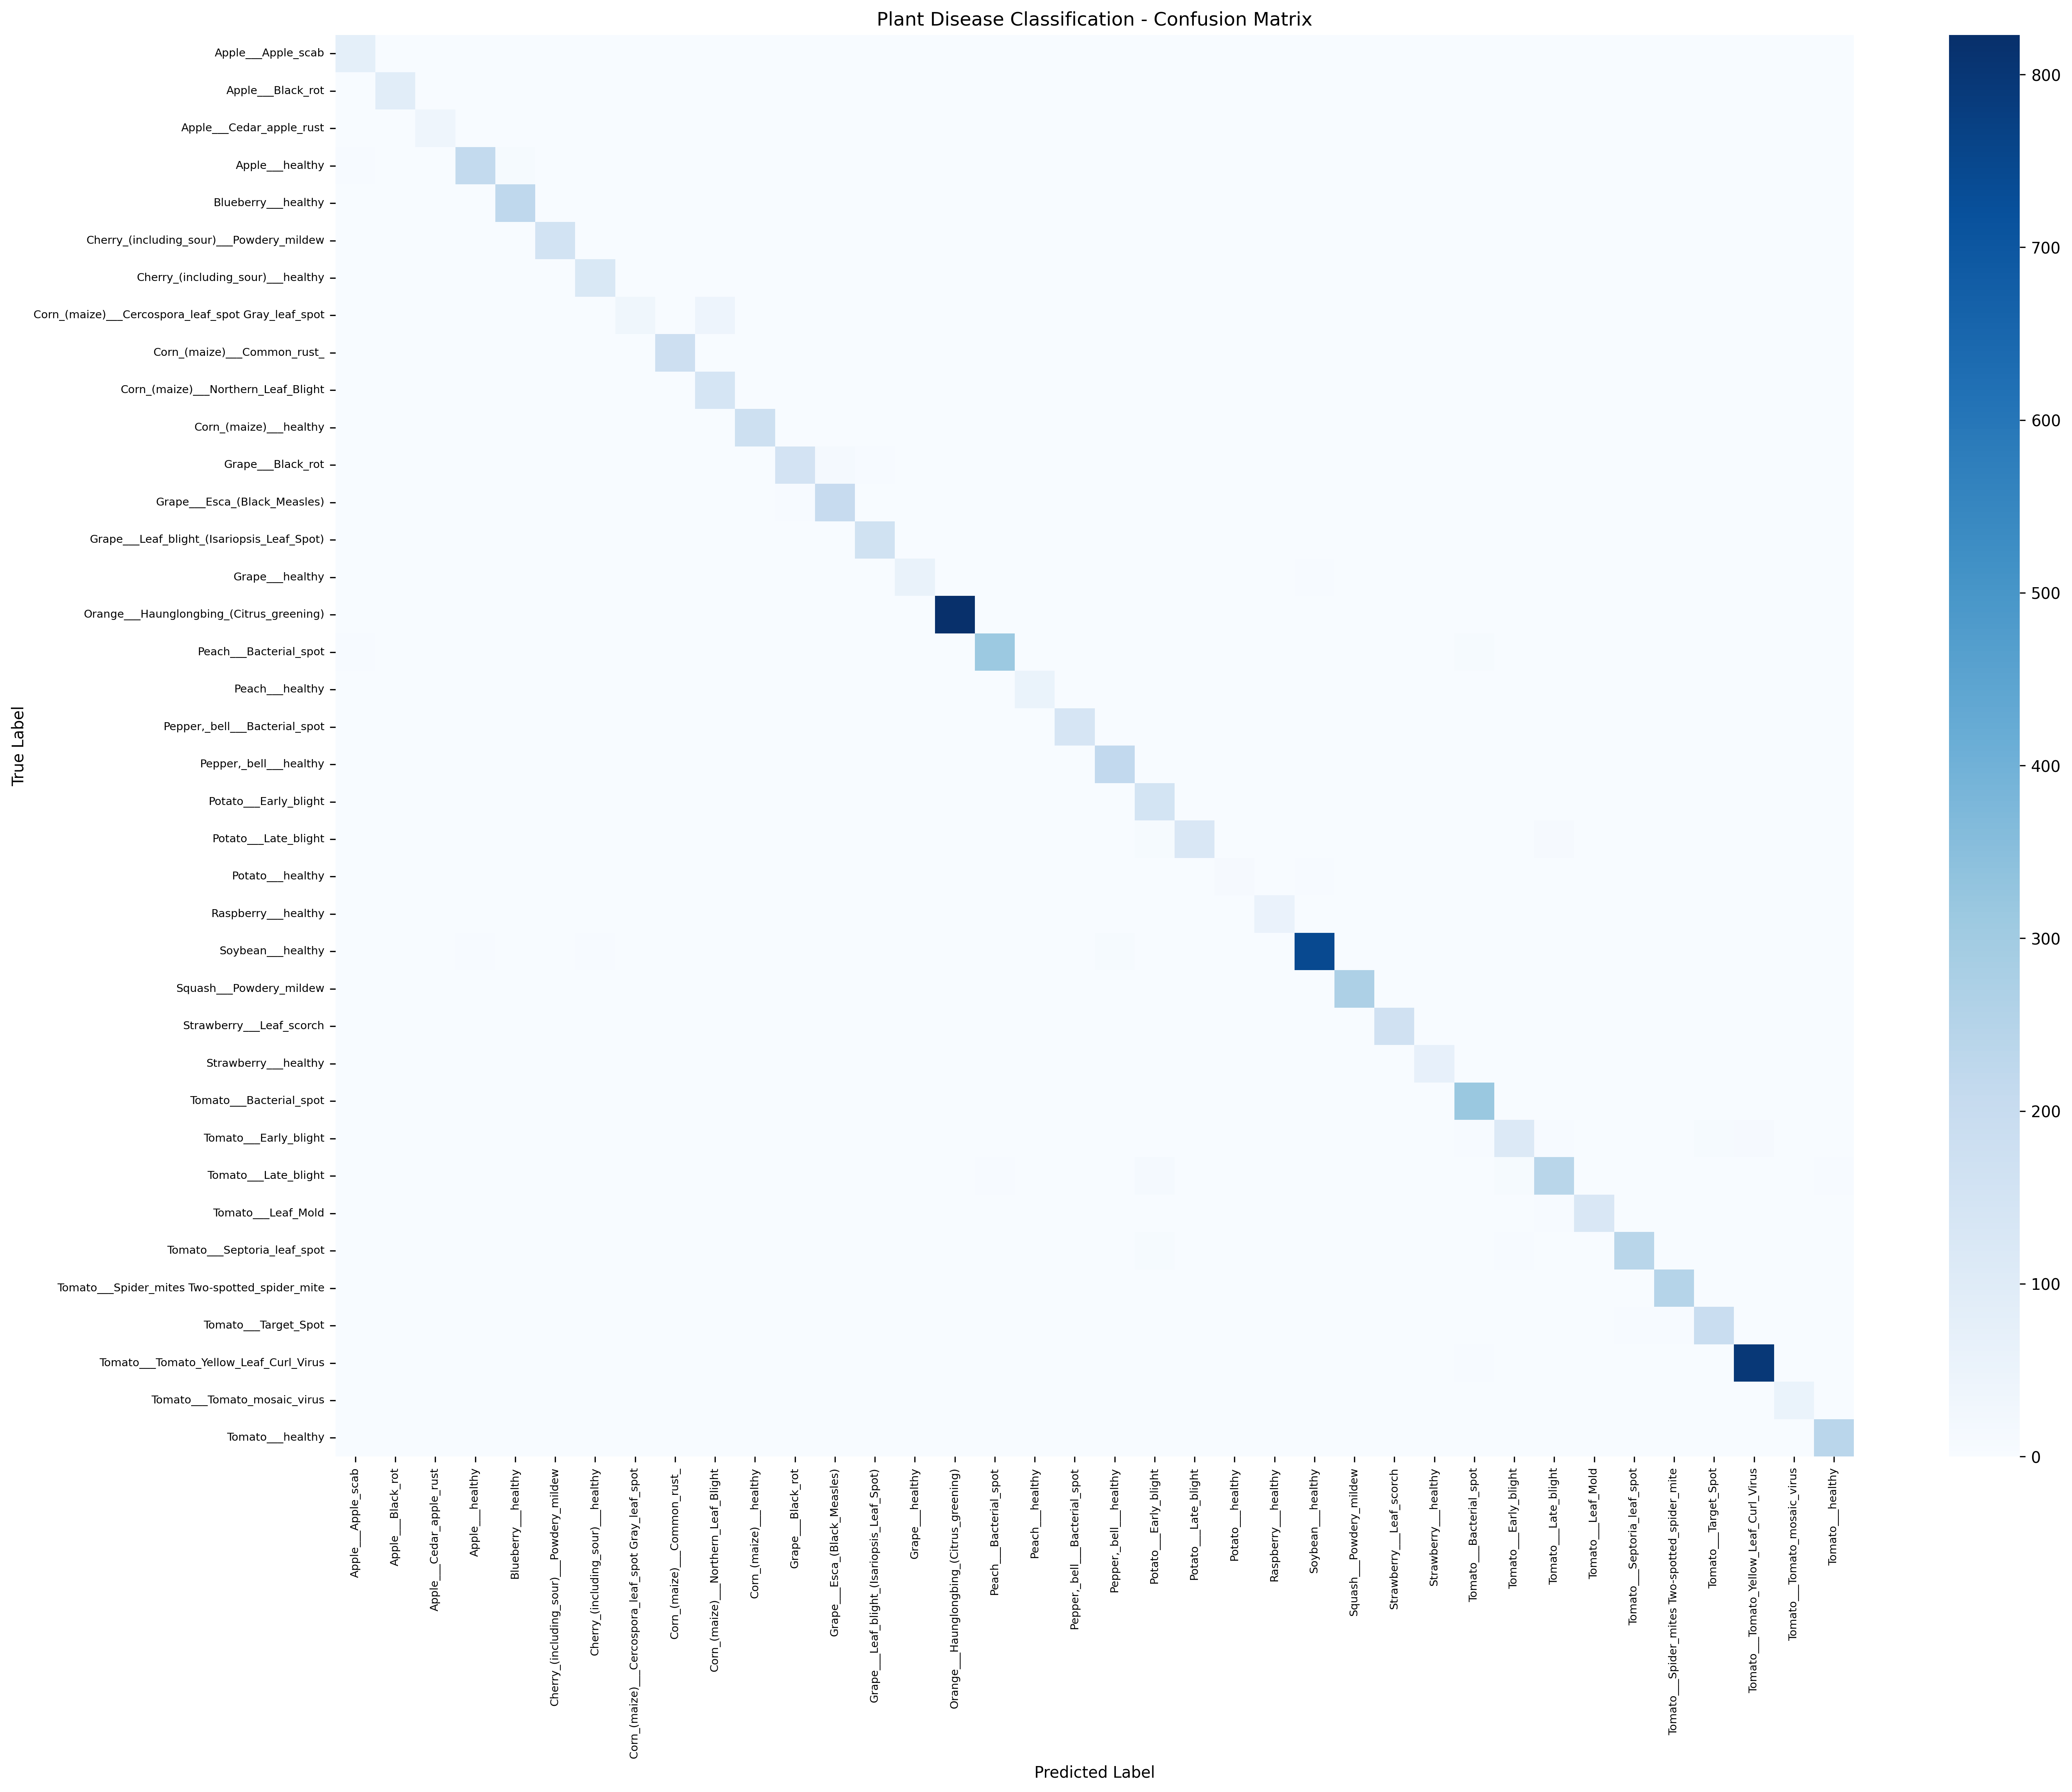 Plant Disease Classification - Confusion Matrix
True Label
Apple___Apple_scab
Apple___Black_rot
Apple___Cedar_apple_rust
Apple___healthy
Blueberry___healthy
Cherry_(including_sour)___Powdery_mildew
Cherry_(including_sour)___healthy
Corn_(maize)___Cercospora_leaf_spot Gray_leaf_spot
Corn_(maize)___Common_rust_
Corn_(maize)___Northern_Leaf_Blight
Corn_(maize)___healthy
Grape___Black_rot
Grape___Esca_(Black_Measles)
Grape___Leaf_blight_(Isariopsis_Leaf_Spot)
Grape___healthy
Orange___Haunglongbing_(Citrus_greening)
Peach___Bacterial_spot
Peach___healthy
Pepper,_bell___Bacterial_spot
Pepper,_bell___healthy
Potato___Early_blight
Potato___Late_blight
Potato___healthy
Raspberry___healthy
Soybean___healthy
Squash___Powdery_mildew
Strawberry___Leaf_scorch
Strawberry___healthy
Tomato___Bacterial_spot
Tomato___Early_blight
Tomato___Late_blight
Tomato___Leaf_Mold
Tomato___Septoria_leaf_spot
Tomato___Spider_mites Two-spotted_spider_mite
Tomato___Target_Spot
Tomato___Tomato_Yellow_Leaf_Curl_Virus
Tomato___Tomato_mosaic_virus
Tomato___healthy
800
700
600
500
400
300
200
100
0
Apple___Apple_scab
Apple___Black_rot
Apple___Cedar_apple_rust
Apple___healthy
Blueberry___healthy
Cherry_(including_sour)___Powdery_mildew
Cherry_(including_sour)___healthy
Corn_(maize)___Cercospora_leaf_spot Gray_leaf_spot
Corn_(maize)___Common_rust_
Corn_(maize)___Northern_Leaf_Blight
Corn_(maize)___healthy
Grape___Black_rot
Grape___Esca_(Black_Measles)
Grape___Leaf_blight_(Isariopsis_Leaf_Spot)
Grape___healthy
Orange___Haunglongbing_(Citrus_greening)
Peach___Bacterial_spot
Peach___healthy
Pepper,_bell___Bacterial_spot
Pepper,_bell___healthy
Potato___Early_blight
Potato___Late_blight
Potato___healthy
Raspberry___healthy
Soybean___healthy
Squash___Powdery_mildew
Strawberry___Leaf_scorch
Strawberry___healthy
Tomato___Bacterial_spot
Tomato___Early_blight
Tomato___Late_blight
Tomato___Leaf_Mold
Tomato___Septoria_leaf_spot
Tomato___Spider_mites Two-spotted_spider_mite
Tomato___Target_Spot
Tomato___Tomato_Yellow_Leaf_Curl_Virus
Tomato___Tomato_mosaic_virus
Tomato___healthy
Predicted Label